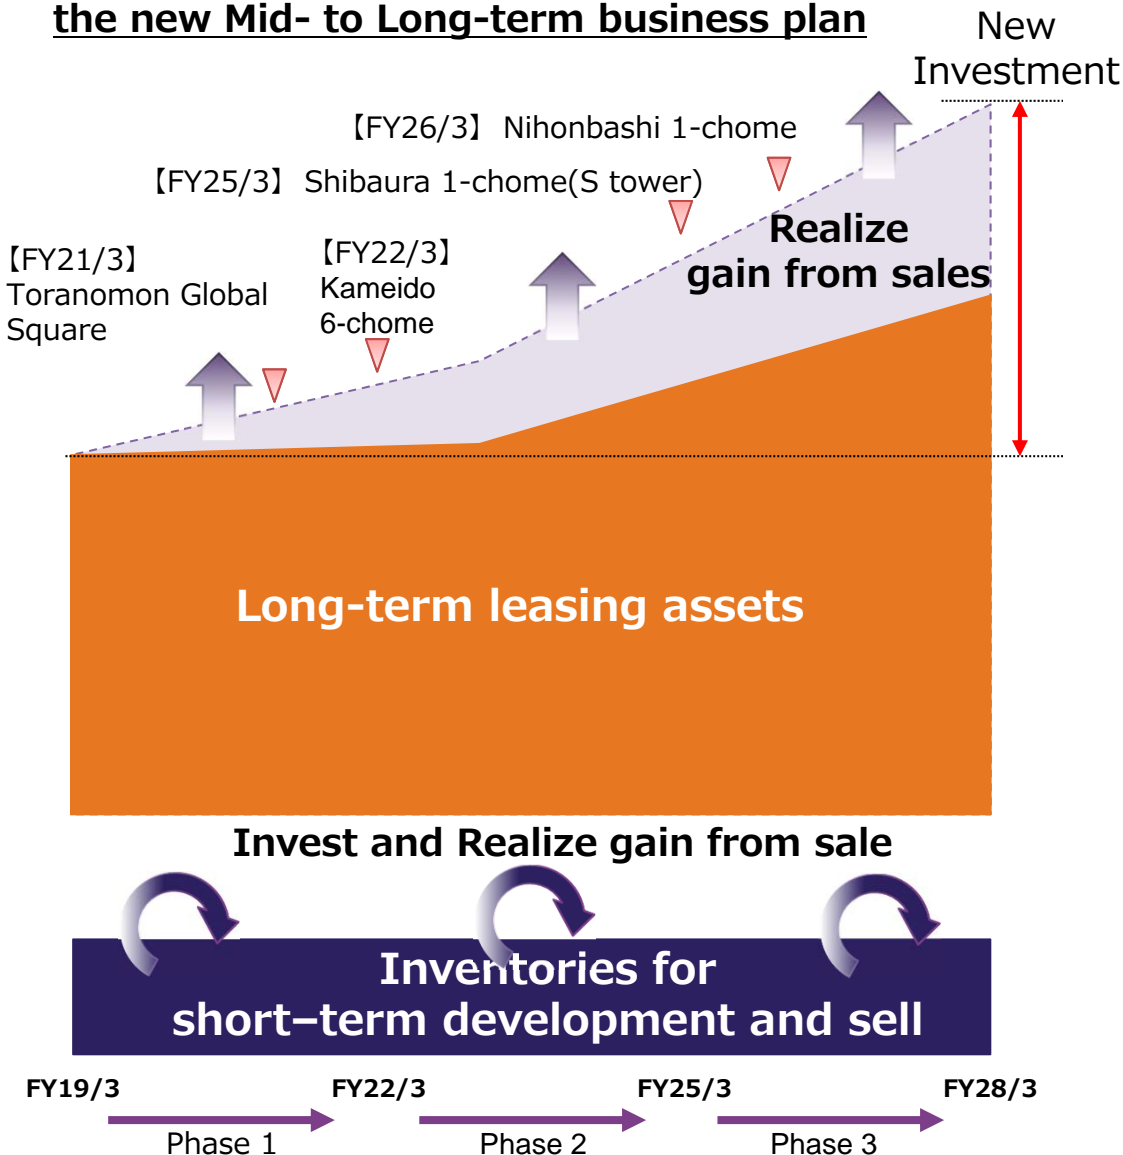 the new Mid- to Long-term business plan
New
Investment
【FY26/3】 Nihonbashi 1-chome
【FY25/3】 Shibaura 1-chome(S tower)
【FY21/3】
Toranomon Global
Square
【FY22/3】
Kameido
6-chome
Realize
gain from sales
Long-term leasing assets
Invest and Realize gain from sale
Inventories for
short–term development and sell
FY19/3 FY22/3 FY25/3 FY28/3
Phase 1 Phase 2 Phase 3